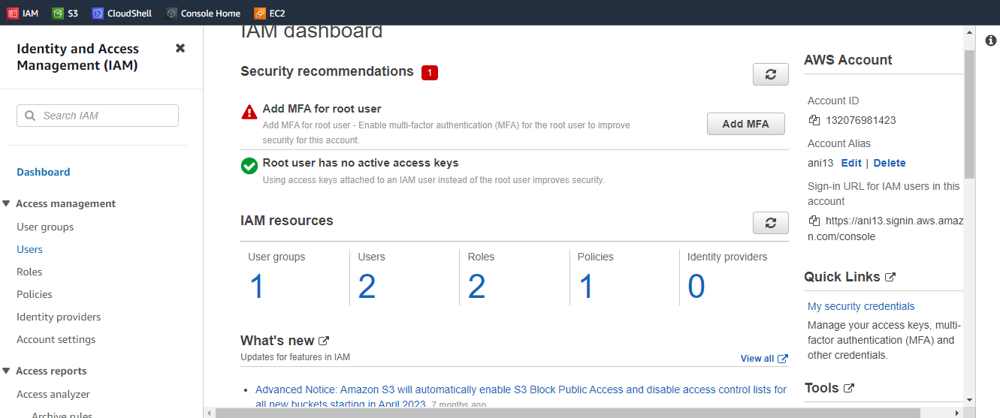 IAM S3 CloudShell Console Home EC2
Identity and Access
Management (IAM)
Search IAM
Dashboard
Access management
User groups
Users
Roles
Policies
Identity providers
Account settings
Access reports
Access analyzer
Archive rules
IAM dashboard
Security recommendations 1
Add MFA for root user
Add MFA for root user - Enable multi-factor authentication (MFA) for the root user to improve
security for this account.
Add MFA
Root user has no active access keys
Using access keys attached to an IAM user instead of the root user improves security.
IAM resources
User groups Users Roles Policies Identity providers
1 2 2 1 0
What's new
Updates for features in IAM
View all
Advanced Notice: Amazon S3 will automatically enable S3 Block Public Access and disable access control lists for
all new buckets starting in April 2023. 7 months ago
AWS Account
Account ID
132076981423
Account Alias
ani13 Edit | Delete
Sign-in URL for IAM users in this
account
https://ani13.signin.aws.amaz
n.com/console
Quick Links
My security credentials
Manage your access keys, multi-
factor authentication (MFA) and
other credentials.
Tools